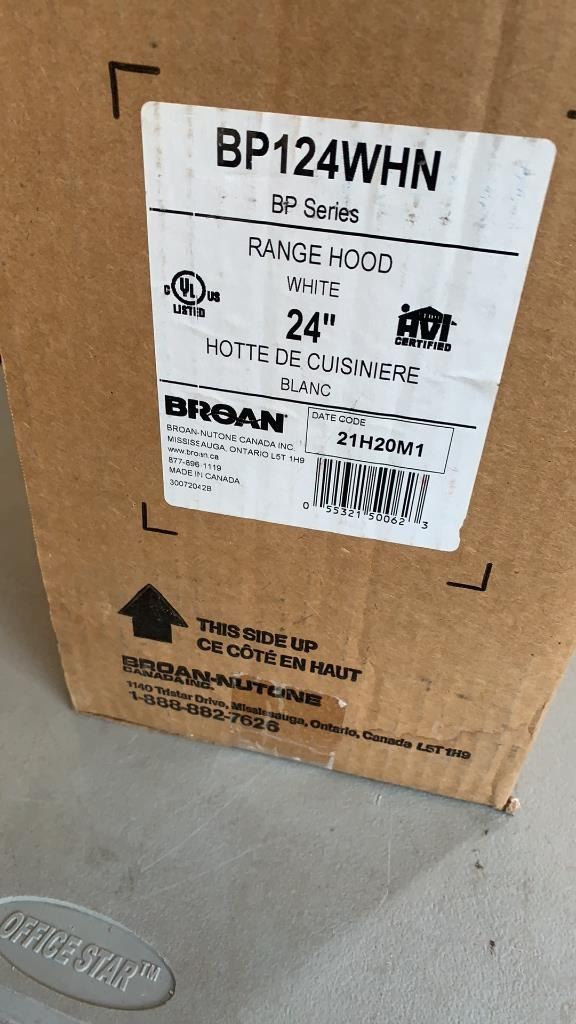 BP124WHN
BP Series
RANGE HOOD
WHITE
C UL US
LISTED
24"
HVI
CERTIFIED
HOTTE DE CUISINIERE
BLANC
BROAN
BROAN-NUTONE CANADA INC.
MISSISSAUGA, ONTARIO L5T 1H9
www.broan.ca
877-896-1119
MADE IN CANADA
30072042B
DATE CODE
21H20M1
0 55321 50062 3
THIS SIDE UP
CE CÔTÉ EN HAUT
BROAN-NUTONE
CANADA INC.
1140 Tristar Drive, Mississauga, Ontario, Canada L5T 1H9
1-888-882-7626
OFFICE STAR™